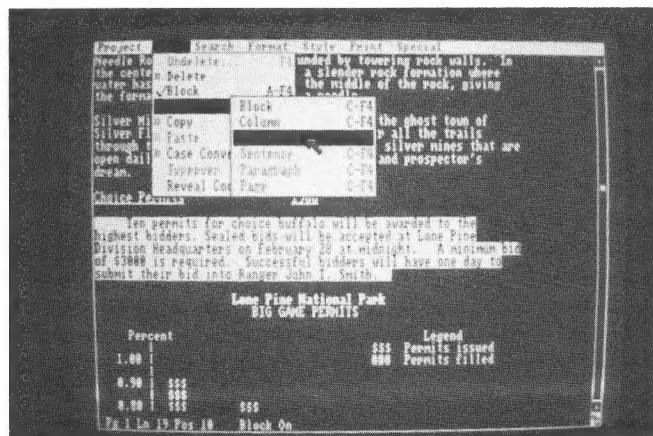 Project Search Format Style Print Special
Needle Ro Undelete... F1 unded by towering rock walls. In
the cente » Delete a slender rock formation where
water has √Block A-F4 the middle of the rock, giving
the forma
Block C-F4
Silver Mi » Copy Column C-F4 the ghost town of
Silver Fl » Paste r all the trails
through t » Case Conve Sentence C-F4 silver mines that are
open dail Typeover Paragraph C-F4 and prospector's
dream. Reveal Cod Page C-F4
Choice Permits
Ten permits for choice buffalo will be awarded to the
highest bidders. Sealed bids will be accepted at Lone Pine
Division Headquarters on February 28 at midnight. A minimum bid
of $3000 is required. Successful bidders will have one day to
submit their bid into Ranger John T. Smith.
Lone Pine National Park
BIG GAME PERMITS
Percent Legend
$$$ Permits issued
1.00 Permits filled
0.90 $$$
$$$
0.80 $$$ $$$
Pg 1 Ln 19 Pos 10 Block On